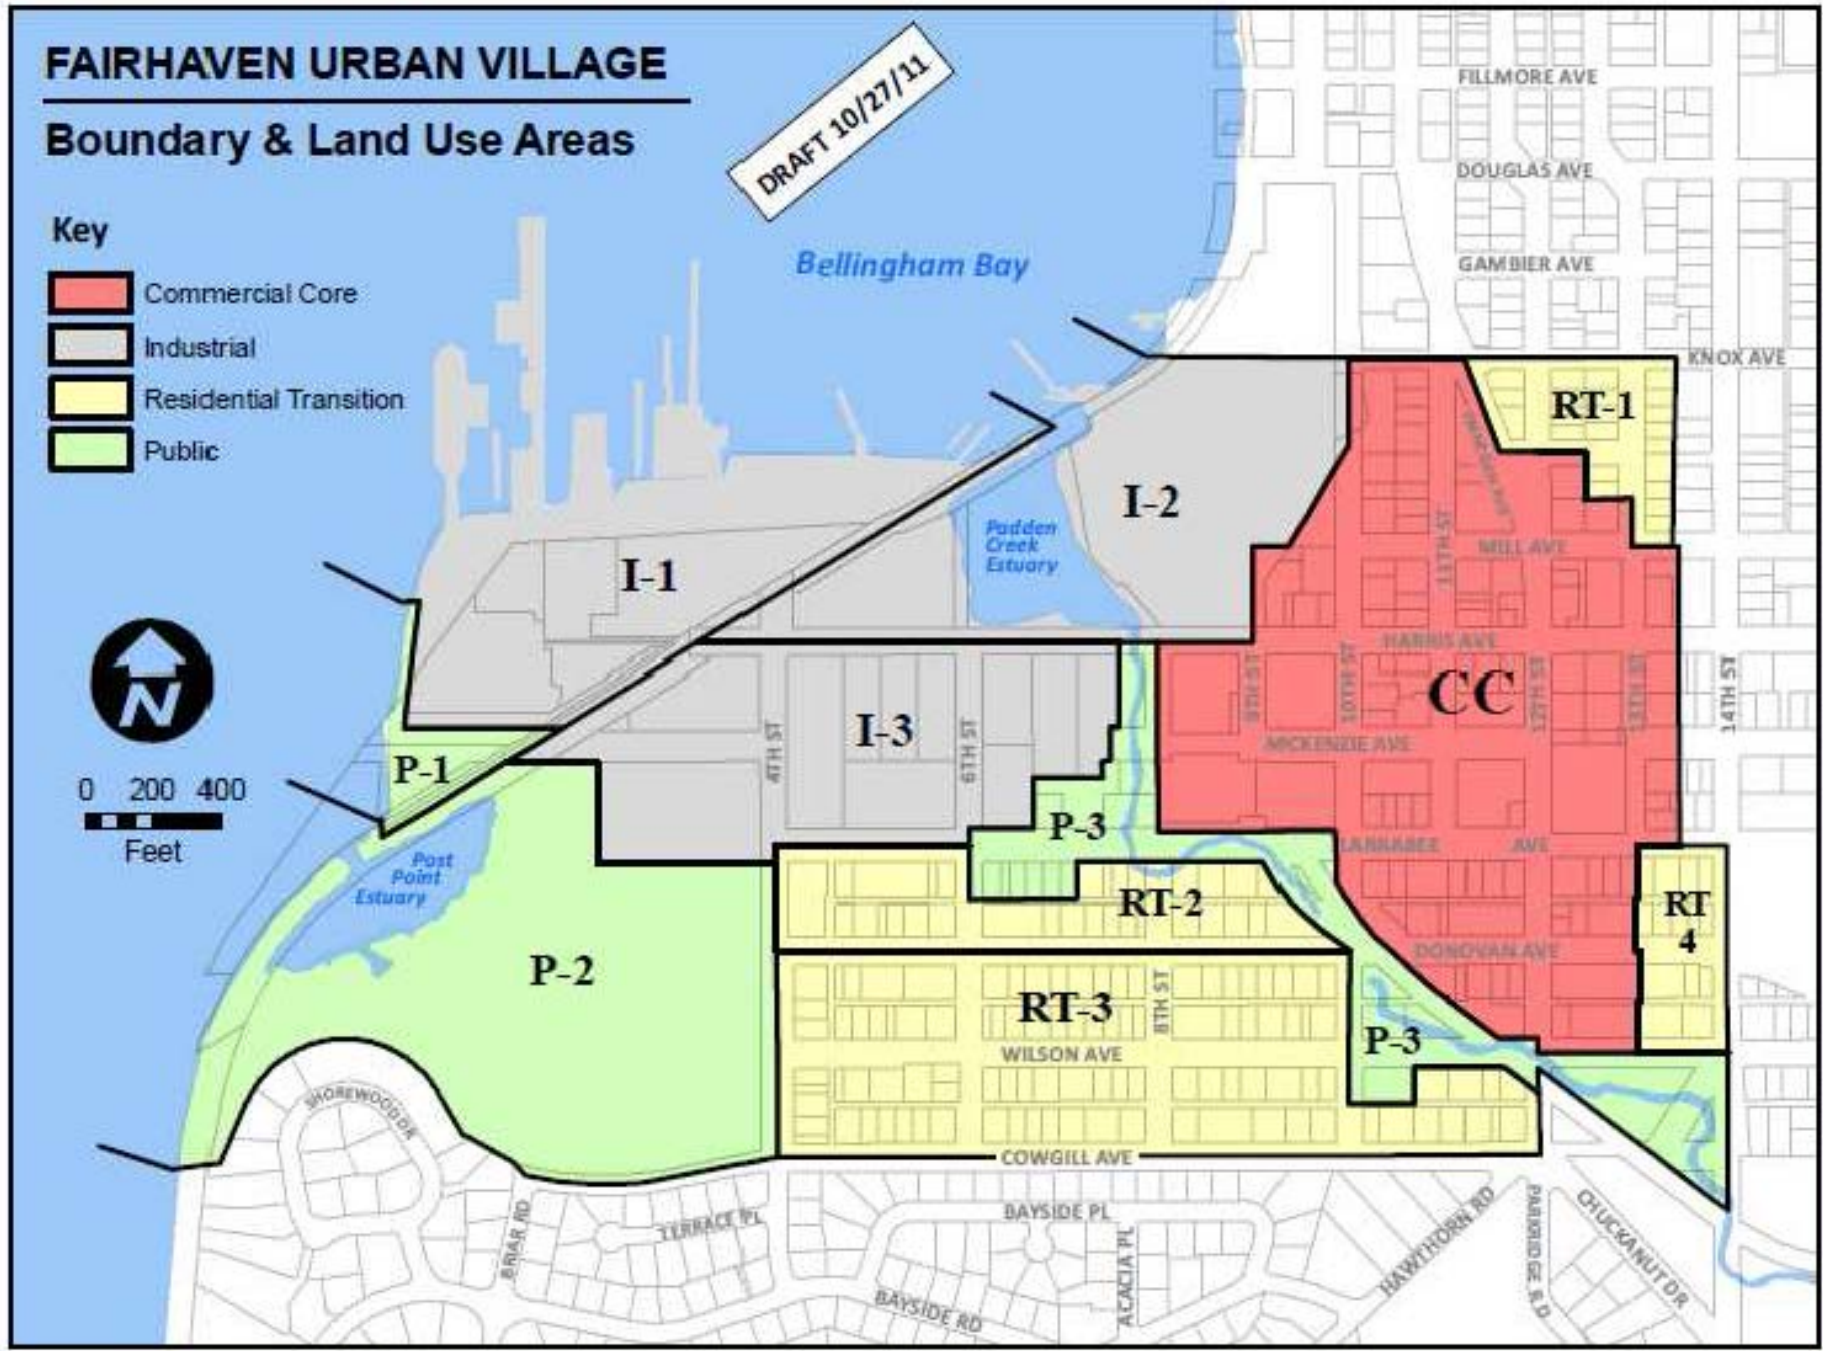 FAIRHAVEN URBAN VILLAGE
Boundary & Land Use Areas
DRAFT 10/27/11
Key
Commercial Core
Industrial
Residential Transition
Public
Bellingham Bay
FILLMORE AVE
DOUGLAS AVE
GAMBIER AVE
KNOX AVE
RT-1
I-2
Padden
Creek
Estuary
11TH ST
MILL AVE
I-1
HARRIS AVE
CC
9TH ST
10TH ST
12TH ST
13TH ST
14TH ST
I-3
4TH ST
6TH ST
MCKENZIE AVE
N
0 200 400
Feet
P-1
P-3
LARRABEE AVE
Post
Point
Estuary
RT-2
RT
4
DONOVAN AVE
P-2
RT-3
8TH ST
P-3
WILSON AVE
SHOREWOOD DR
COWGILL AVE
BRIAR RD
TERRACE PL
BAYSIDE PL
ACACIA PL
BAYSIDE RD
HAWTHORN RD
PARKRIDGE RD
CHUCKANUT DR